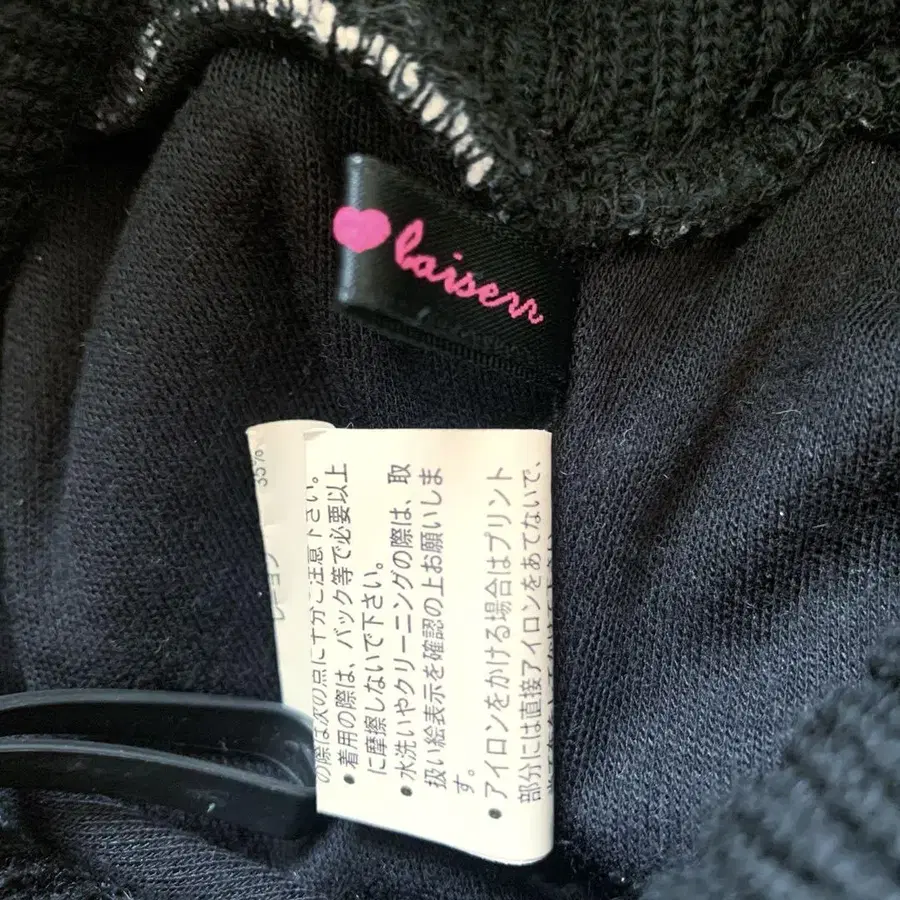 baiserr
レーヨン 35%
の際は次の点に十分ご注意下さい。
• 着用の際は、バック等で必要以上
に摩擦しないで下さい。
• 水洗いやクリーニングの際は、取
扱い絵表示を確認の上お願いしま
す。
• アイロンをかける場合はプリント
部分には直接アイロンをあてないで、